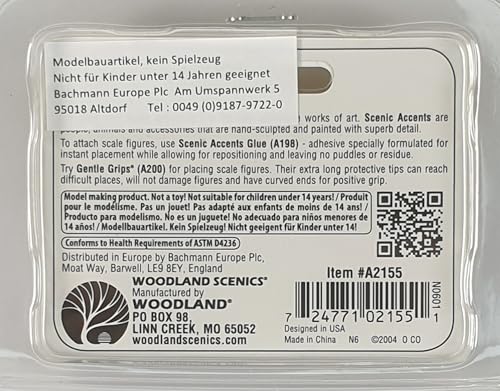 Modelbauartikel, kein Spielzeug
Nicht für Kinder unter 14 Jahren geeignet
Bachmann Europe Plc Am Umspannwerk 5
95018 Altdorf Tel : 0049 (0)9187-9722-0
works of art. Scenic Accents are
people, animals and accessories that are hand-sculpted and painted with superb detail.
To attach scale figures, use Scenic Accents Glue (A198) - adhesive specially formulated for
instant placement while allowing for repositioning and leaving no puddles or residue.
Try Gentle Grips® (A200) for placing scale figures. Their extra long protective tips can reach
difficult places, will not damage figures and have curved ends for positive grip.
Model making product. Not a toy! Not suitable for children under 14 years! / Produit
pour le modélisme. Pas un jouet! Pas adapté aux enfants de moins de 14 ans! /
Producto para modelismo. No es un juguete! No adecuado para niños menores de
14 años! / Modellbauartikel. Kein Spielzeug! Nicht geeigent für Kinder unter 14!
Conforms to Health Requirements of ASTM D4236
Distributed in Europe by Bachmann Europe Plc,
Moat Way, Barwell, LE9 8EY, England
Item #A2155
WOODLAND SCENICS®
Manufactured by
WOODLAND®
PO BOX 98,
LINN CREEK, MO 65052
woodlandscenics.com
N0601
7 24771 02155 1
Designed in USA
Made in China N6 ©2004 O CO